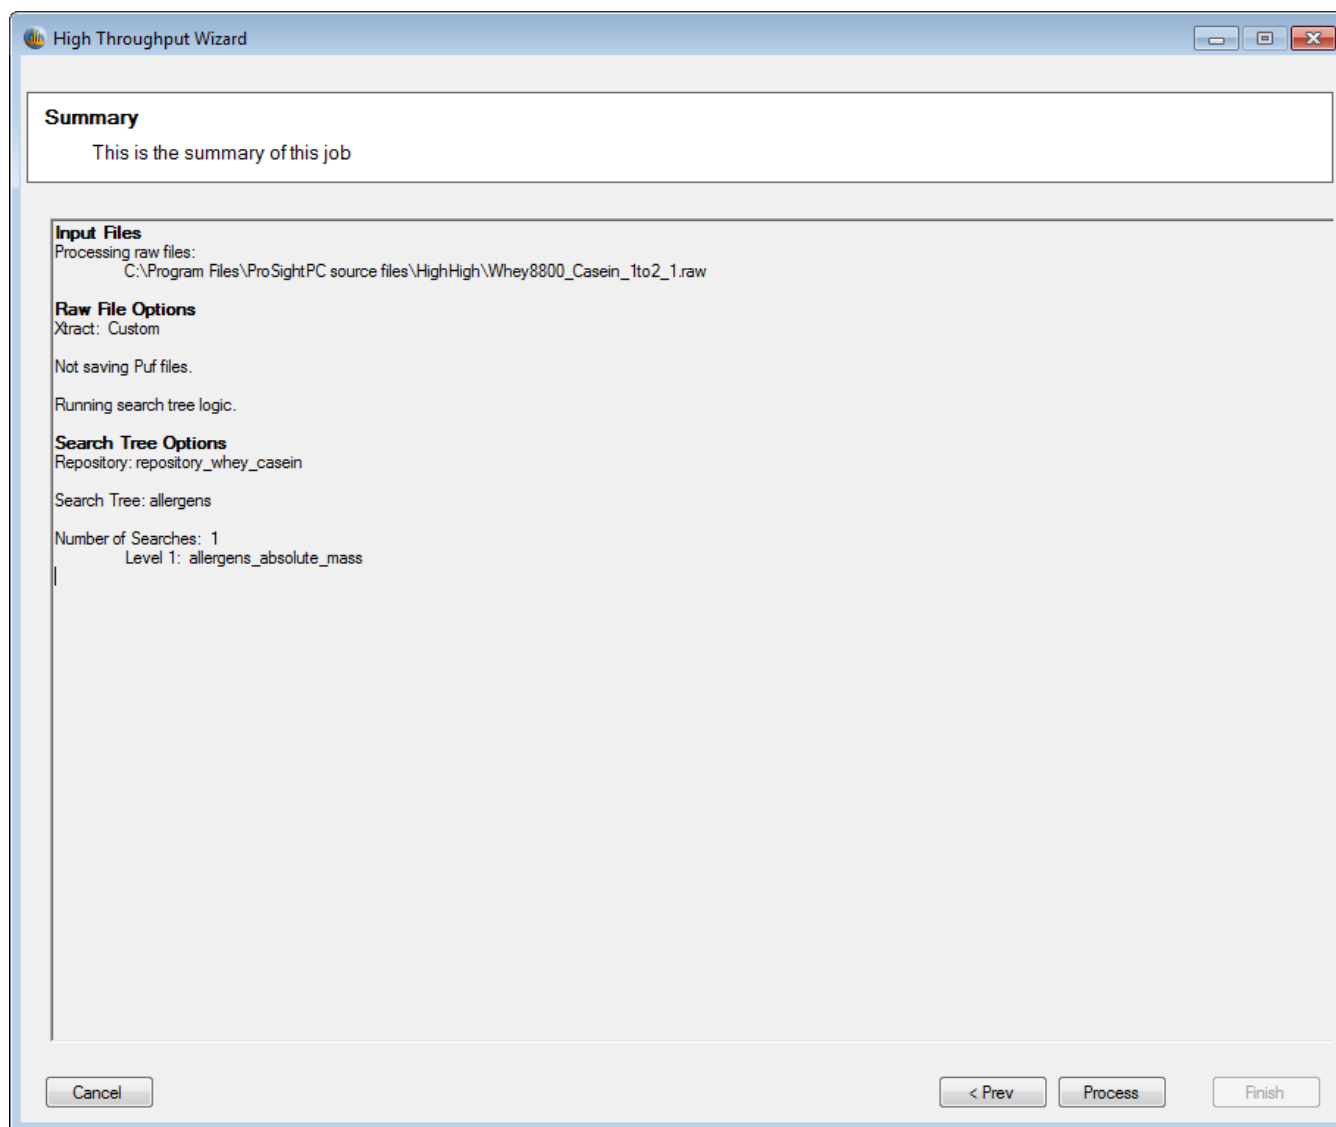 High Throughput Wizard
Summary
This is the summary of this job
Input Files
Processing raw files:
C:\Program Files\ProSightPC source files\HighHigh\Whey8800_Casein_1to2_1.raw
Raw File Options
Xtract: Custom
Not saving Puf files.
Running search tree logic.
Search Tree Options
Repository: repository_whey_casein
Search Tree: allergens
Number of Searches: 1
Level 1: allergens_absolute_mass
Cancel
< Prev
Process
Finish